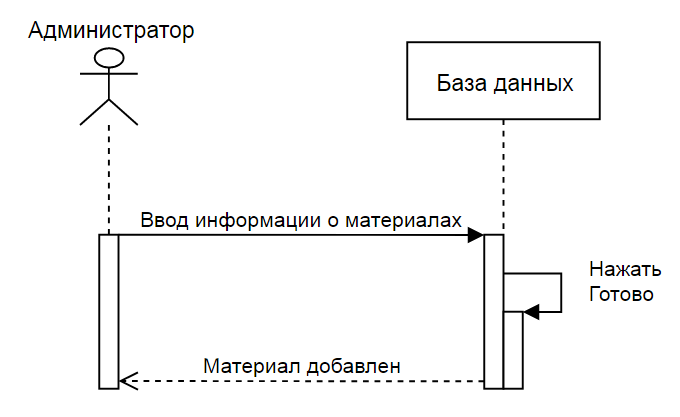 Администратор
База данных
Ввод информации о материалах
Нажать
Готово
Материал добавлен